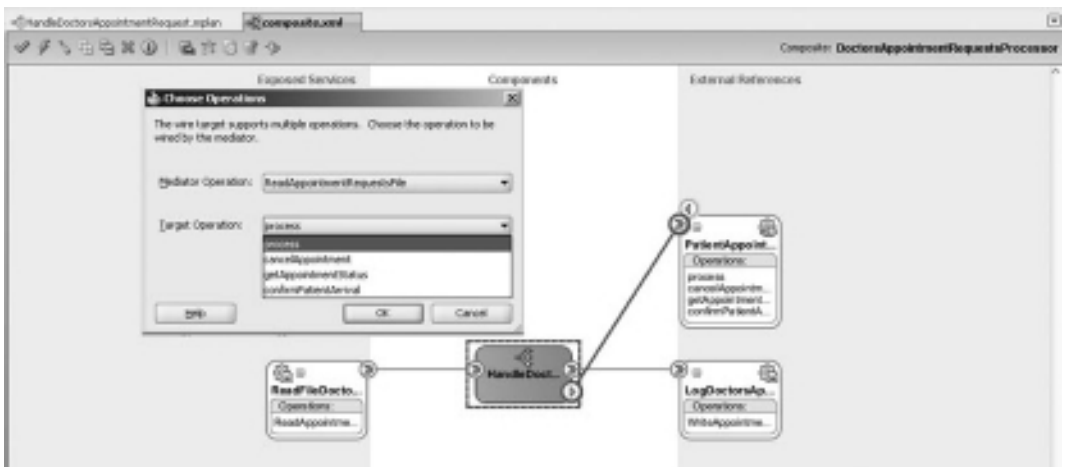 HandleDoctorsAppointmentRequest.mplan
composite.xml
Composite: DoctorsAppointmentRequestsProcessor
Exposed Services
Components
External References
Choose Operations
The wire target supports multiple operations. Choose the operation to be
wired by the mediator.
Mediator Operation: ReadAppointmentRequestsFile
Target Operation: process
process
cancelAppointment
getAppointmentStatus
confirmPatientArrival
Help
OK
Cancel
PatientAppoint...
Operations:
process
cancelAppointm...
getAppointment...
confirmPatientA...
ReadFileDocto...
Operations:
ReadAppointme...
HandleDoct...
LogDoctorsAp...
Operations:
WriteAppointme...